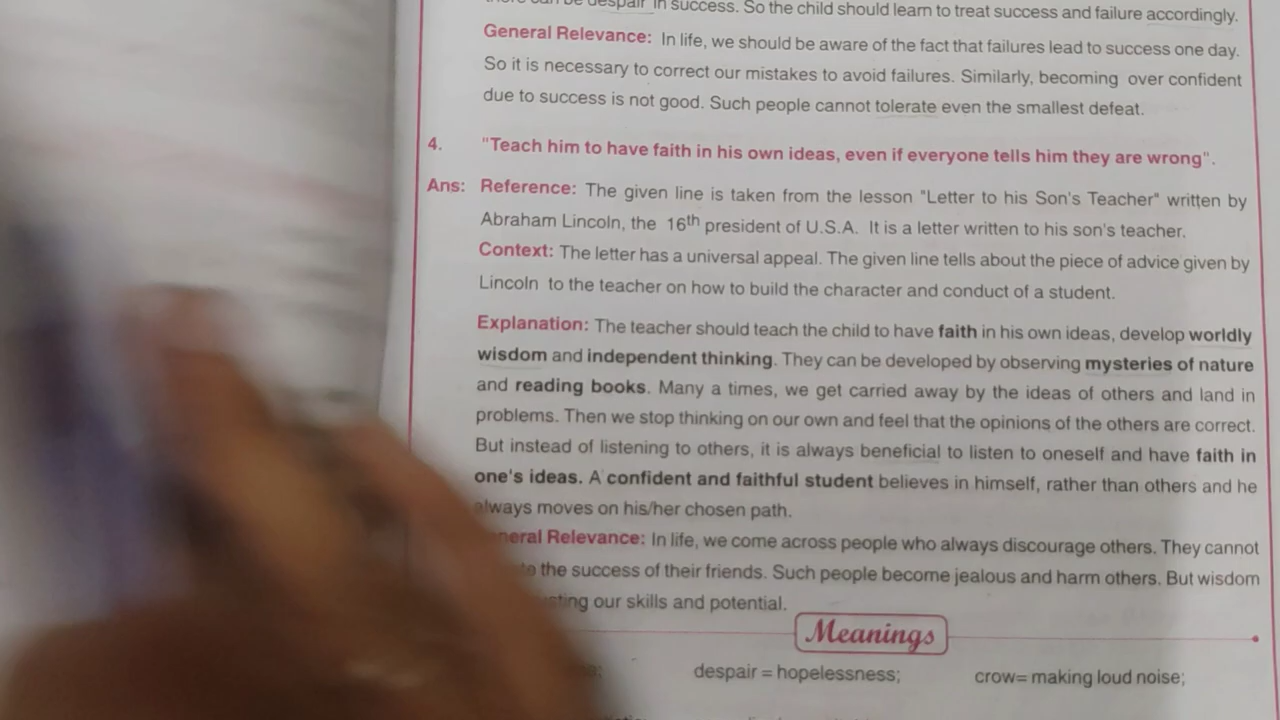 despair in success. So the child should learn to treat success and failure accordingly.
General Relevance: In life, we should be aware of the fact that failures lead to success one day.
So it is necessary to correct our mistakes to avoid failures. Similarly, becoming over confident
due to success is not good. Such people cannot tolerate even the smallest defeat.
4. "Teach him to have faith in his own ideas, even if everyone tells him they are wrong".
Ans: Reference: The given line is taken from the lesson "Letter to his Son's Teacher" written by
Abraham Lincoln, the 16th president of U.S.A. It is a letter written to his son's teacher.
Context: The letter has a universal appeal. The given line tells about the piece of advice given by
Lincoln to the teacher on how to build the character and conduct of a student.
Explanation: The teacher should teach the child to have faith in his own ideas, develop worldly
wisdom and independent thinking. They can be developed by observing mysteries of nature
and reading books. Many a times, we get carried away by the ideas of others and land in
problems. Then we stop thinking on our own and feel that the opinions of the others are correct.
But instead of listening to others, it is always beneficial to listen to oneself and have faith in
one's ideas. A confident and faithful student believes in himself, rather than others and he
always moves on his/her chosen path.
Relevance: In life, we come across people who always discourage others. They cannot
the success of their friends. Such people become jealous and harm others. But wisdom
our skills and potential.
Meanings
despair = hopelessness; crow= making loud noise;